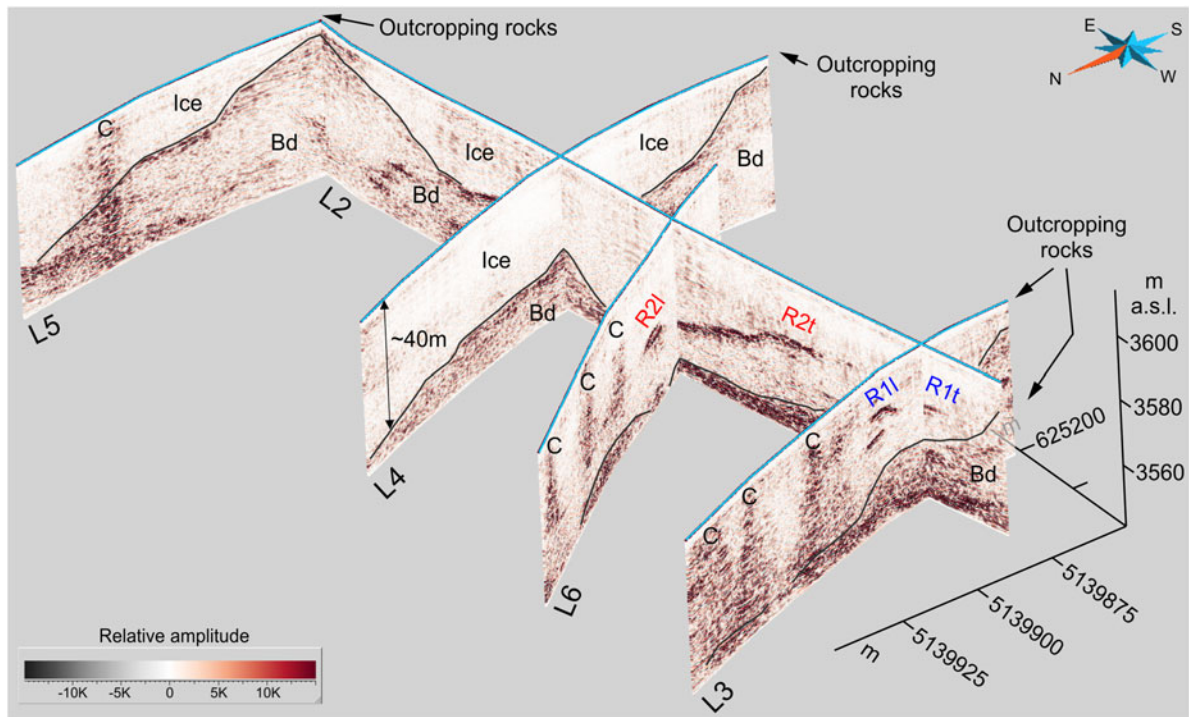 Outcropping rocks
E
S
N
W
Outcropping
rocks
C
Ice
Bd
Ice
Bd
Ice
Bd
L5
L2
Outcropping
rocks
Ice
Bd
~40m
L4
C
C
C
R2l
R2t
L6
C
C
C
R1l
R1t
Bd
L3
m
a.s.l.
3600
3580
3560
625200
5139875
5139900
5139925
m
Relative amplitude
-10K
-5K
0
5K
10K